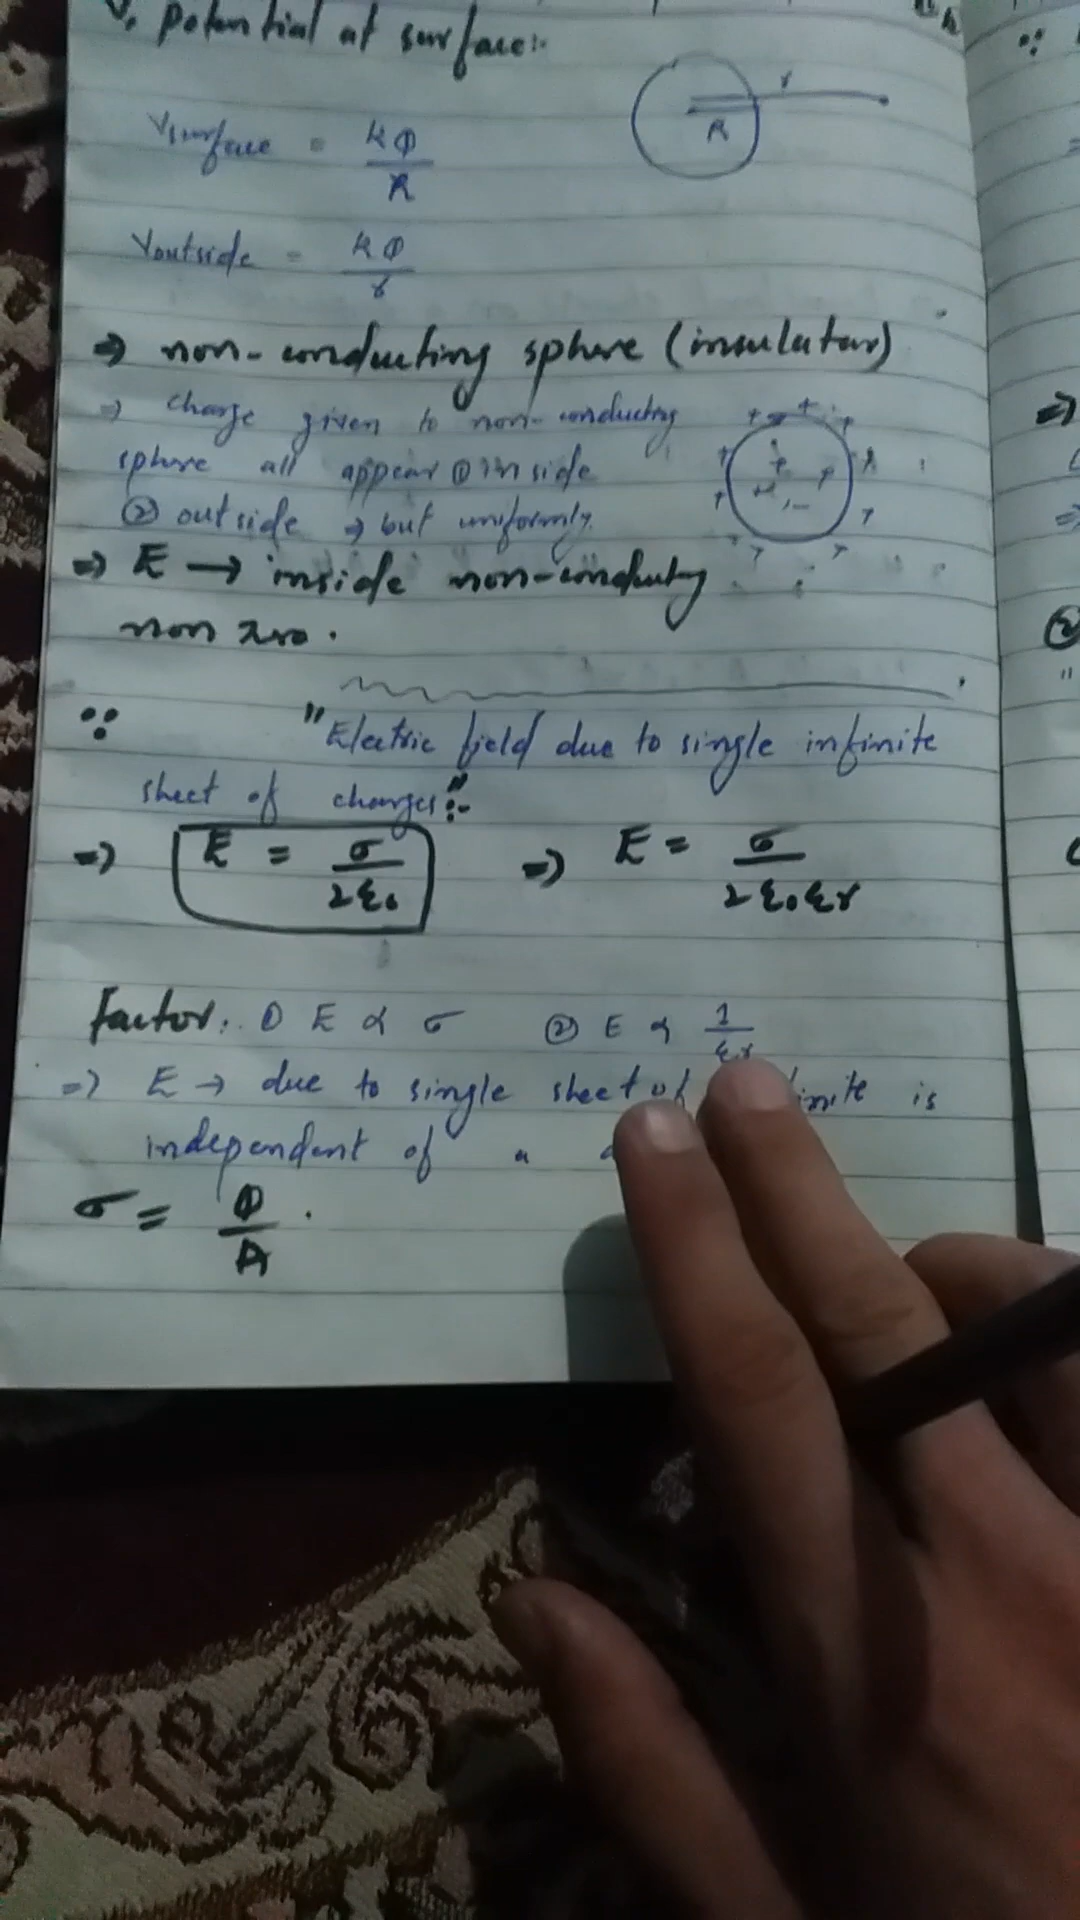 V. potential at surface:-
Vsurface = kQ/R
r
R
Voutside = kQ/r
⇒ non-conducting sphere (insulator)
⇒ charge given to non-conducting
sphere all appear ① inside
② outside → but uniformly.
⇒ E → inside non-conducting
non zero.
"Electric field due to single infinite
sheet of charges":-
⇒ E = σ/2ε₀ ⇒ E = σ/2ε₀εr
factor: ① E ∝ σ ② E ∝ 1/εr
⇒ E → due to single sheet of is
independent of
σ = Q/A .